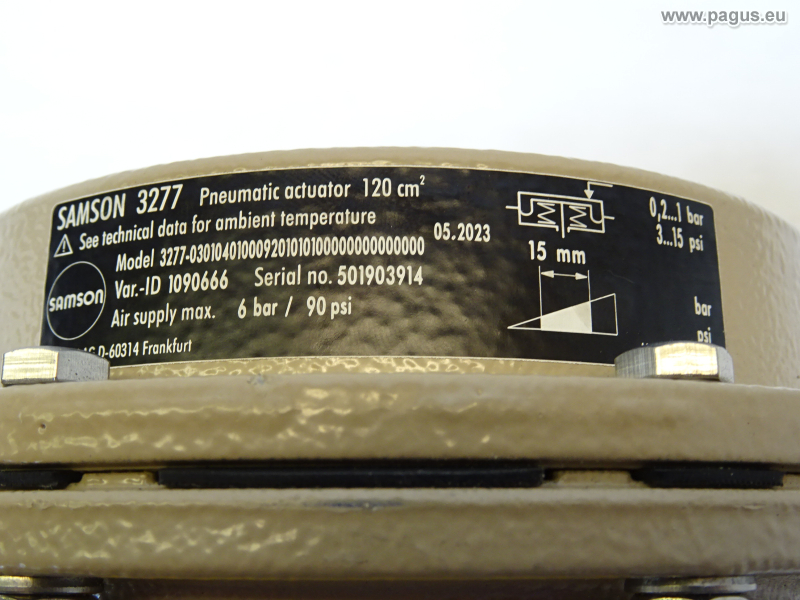 www.pagus.eu
SAMSON 3277 Pneumatic actuator 120 cm²
See technical data for ambient temperature
Model 3277-030104010009201010100000000000000 05.2023
Var.-ID 1090666 Serial no. 501903914
Air supply max. 6 bar / 90 psi
D-60314 Frankfurt
SAMSON
15 mm
0,2...1 bar
3...15 psi
bar
psi